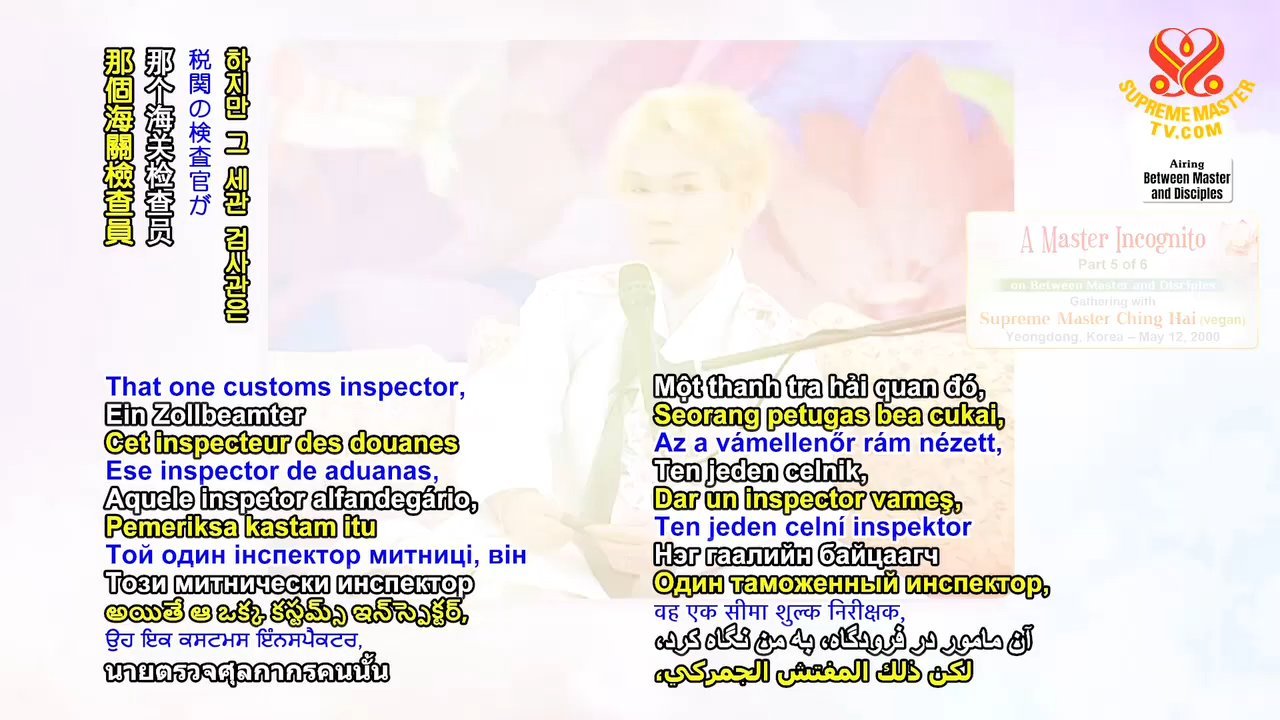 那個海關檢查員
那个海关检查员
税関の検査官が
하지만 그 세관 검사관은
That one customs inspector,
Ein Zollbeamter
Cet inspecteur des douanes
Ese inspector de aduanas,
Aquele inspetor alfandegário,
Pemeriksa kastam itu
Той один інспектор митниці, він
Този митнически инспектор
అయితే ఆ ఒక్క కస్టమ్స్ ఇన్‌స్పెక్టర్,
ਉਹ ਇਕ ਕਸਟਮਸ ਇੰਨਸਪੈਕਟਰ,
นายตรวจศุลกากรคนนั้น
Một thanh tra hải quan đó,
Seorang petugas bea cukai,
Az a vámellenőr rám nézett,
Ten jeden celnik,
Dar un inspector vameş,
Ten jeden celní inspektor
Нэг гаалийн байцаагч
Один таможенный инспектор,
वह एक सीमा शुल्क निरीक्षक,
آن مامور در فرودگاه، به من نگاه کرد،
لكن ذلك المفتش الجمركي،
SUPREME MASTER
TV.COM
Airing
Between Master
and Disciples
A Master Incognito
Part 5 of 6
on Between Master and Disciples
Gathering with
Supreme Master Ching Hai (vegan)
Yeongdong, Korea – May 12, 2000